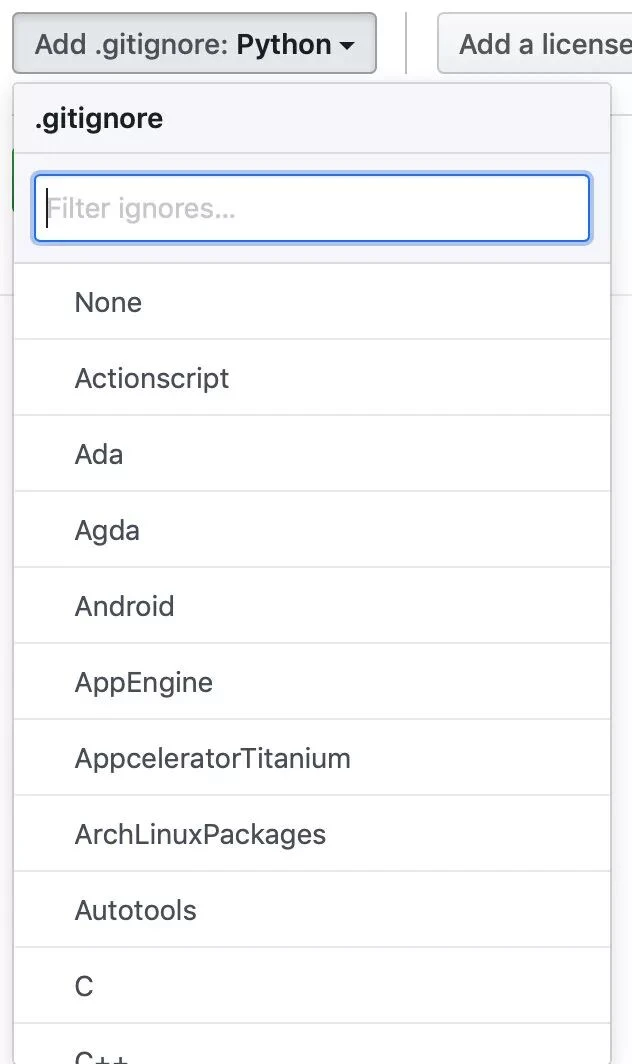 Add .gitignore: Python
Add a license
.gitignore
Filter ignores...
None
Actionscript
Ada
Agda
Android
AppEngine
AppceleratorTitanium
ArchLinuxPackages
Autotools
C
C++